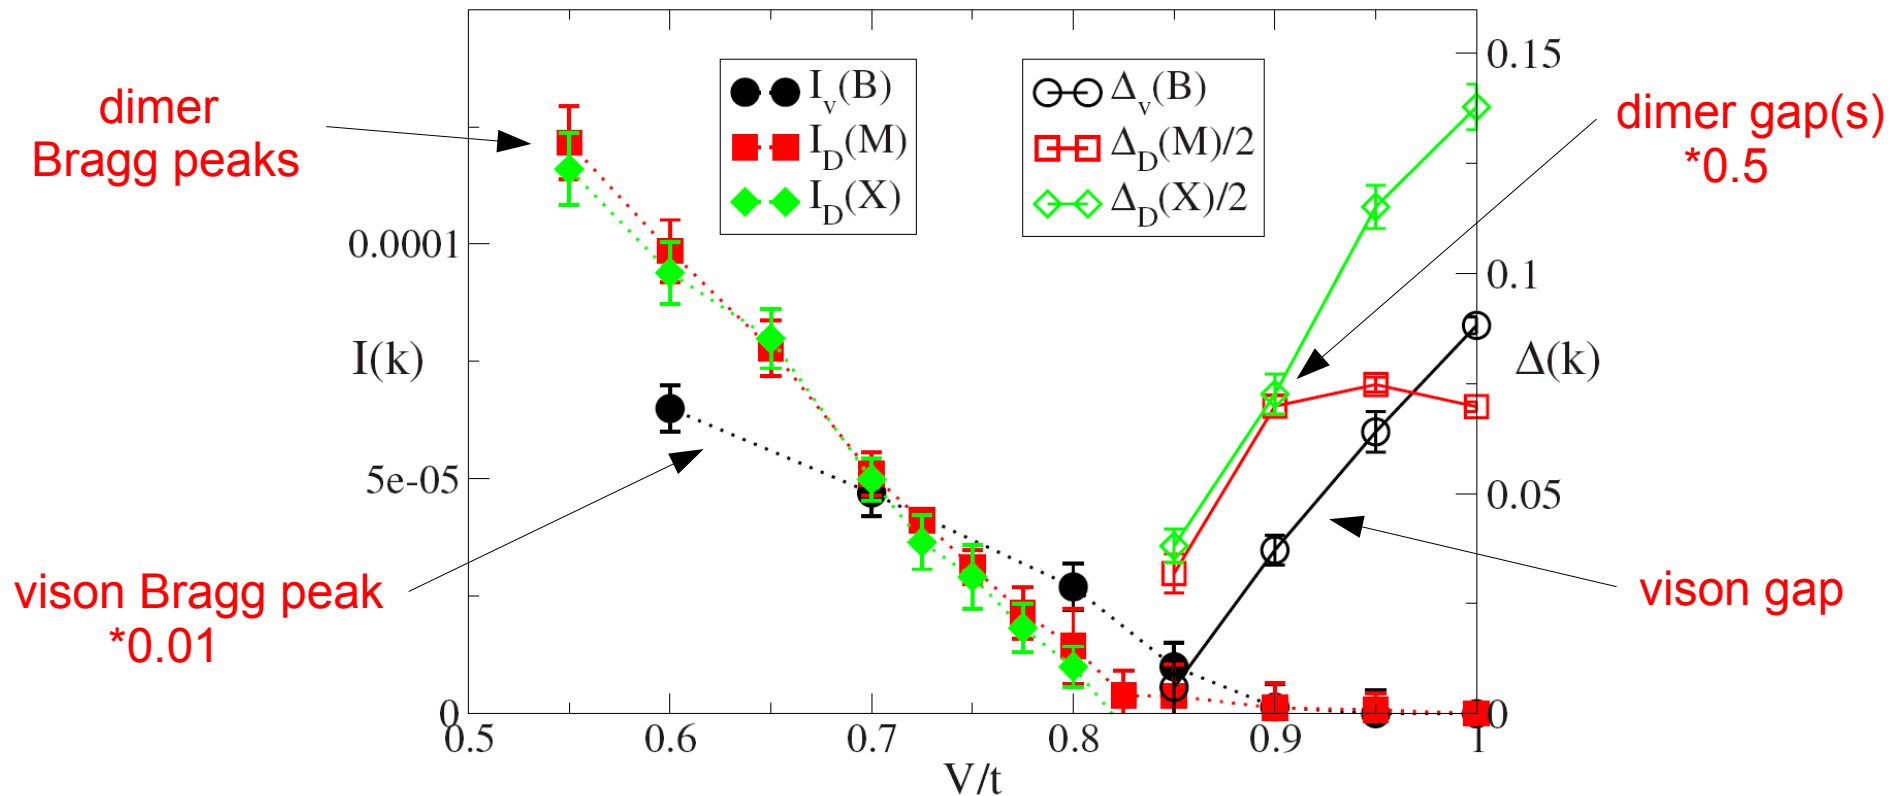 dimer
Bragg peaks
I_v(B)
I_D(M)
I_D(X)
Δ_v(B)
Δ_D(M)/2
Δ_D(X)/2
dimer gap(s)
*0.5
0.15
0.1
0.05
0
Δ(k)
0.0001
5e-05
0
I(k)
vison Bragg peak
*0.01
vison gap
0.5 0.6 0.7 0.8 0.9 1
V/t